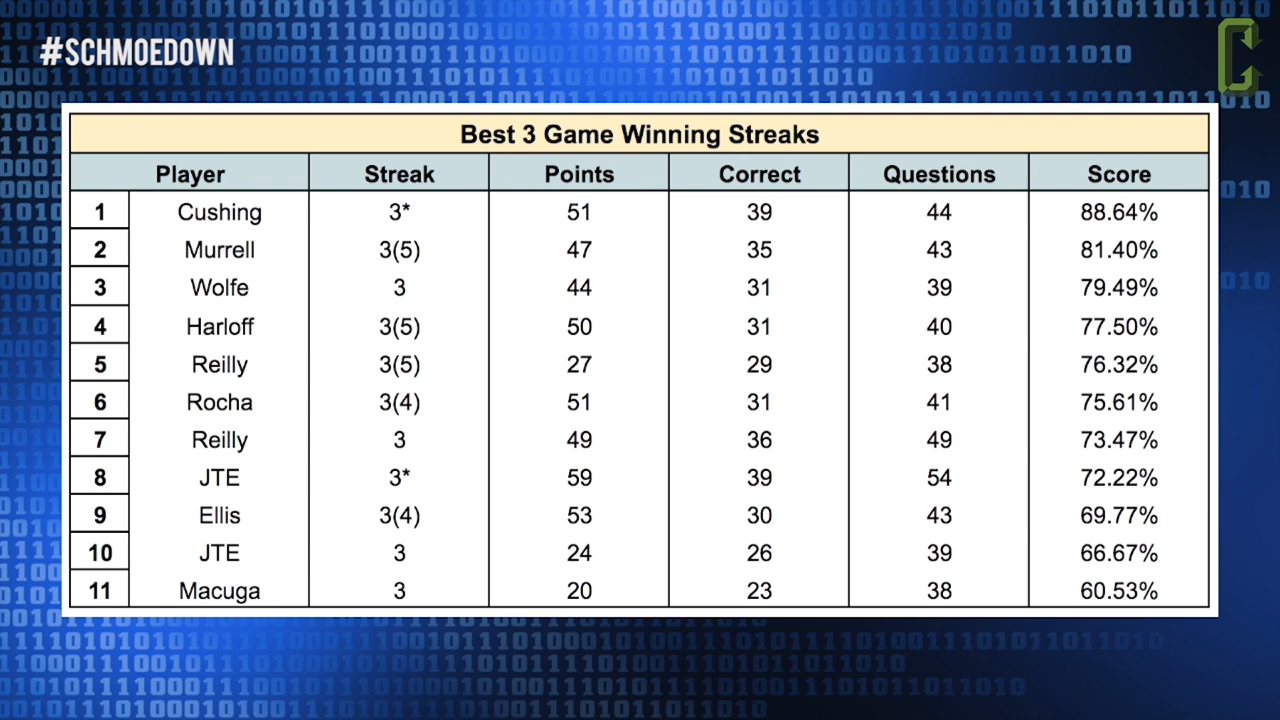 #SCHMOEDOWN
Best 3 Game Winning Streaks
Player Streak Points Correct Questions Score
1 Cushing 3* 51 39 44 88.64%
2 Murrell 3(5) 47 35 43 81.40%
3 Wolfe 3 44 31 39 79.49%
4 Harloff 3(5) 50 31 40 77.50%
5 Reilly 3(5) 27 29 38 76.32%
6 Rocha 3(4) 51 31 41 75.61%
7 Reilly 3 49 36 49 73.47%
8 JTE 3* 59 39 54 72.22%
9 Ellis 3(4) 53 30 43 69.77%
10 JTE 3 24 26 39 66.67%
11 Macuga 3 20 23 38 60.53%